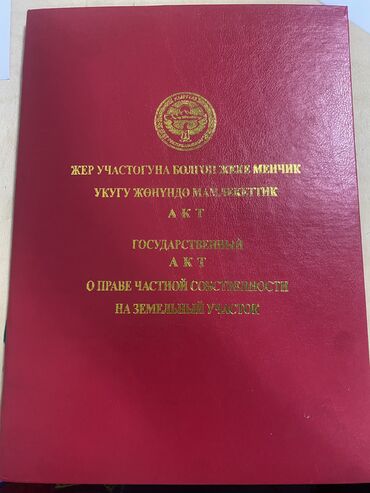 ЖЕР УЧАСТОГУНА БОЛГОН ЖЕКЕ МЕНЧИК
УКУГУ ЖӨНҮНДӨ МАМЛЕКЕТТИК
АКТ
ГОСУДАРСТВЕННЫЙ
АКТ
О ПРАВЕ ЧАСТНОЙ СОБСТВЕННОСТИ
НА ЗЕМЕЛЬНЫЙ УЧАСТОК